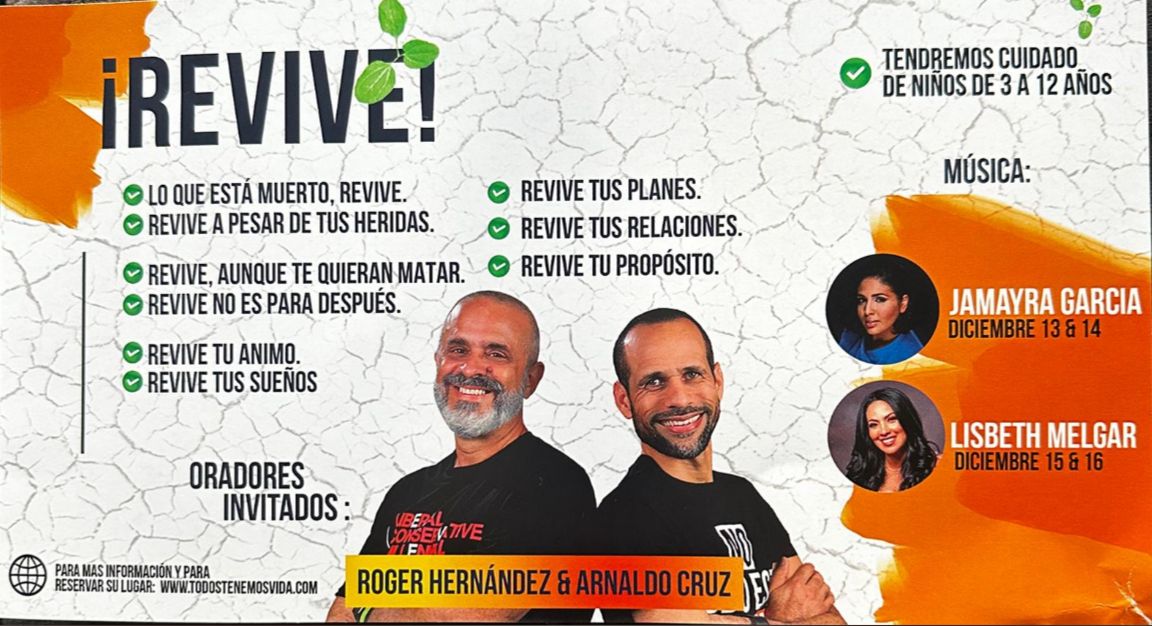 ¡REVIVE!
LO QUE ESTÁ MUERTO, REVIVE.
REVIVE A PESAR DE TUS HERIDAS.
REVIVE, AUNQUE TE QUIERAN MATAR.
REVIVE NO ES PARA DESPUÉS.
REVIVE TU ANIMO.
REVIVE TUS SUEÑOS
REVIVE TUS PLANES.
REVIVE TUS RELACIONES.
REVIVE TU PROPÓSITO.
TENDREMOS CUIDADO
DE NIÑOS DE 3 A 12 AÑOS
MÚSICA:
JAMAYRA GARCIA
DICIEMBRE 13 & 14
LISBETH MELGAR
DICIEMBRE 15 & 16
ORADORES
INVITADOS :
CONSERVATIVE
NO
ROGER HERNÁNDEZ & ARNALDO CRUZ
PARA MAS INFORMACIÓN Y PARA
RESERVAR SU LUGAR: WWW.TODOSTENEMOSVIDA.COM